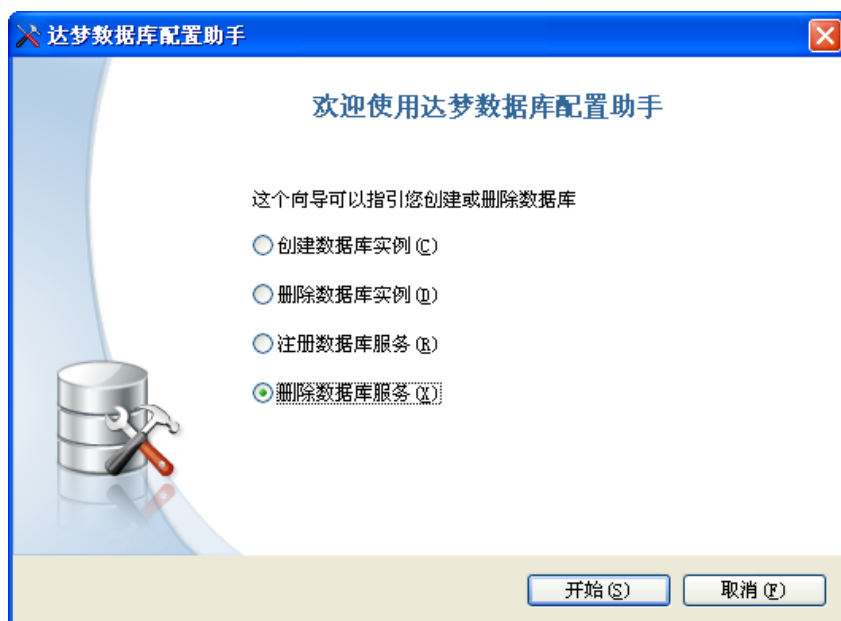 达梦数据库配置助手
欢迎使用达梦数据库配置助手
这个向导可以指引您创建或删除数据库
创建数据库实例(C)
删除数据库实例(D)
注册数据库服务(R)
删除数据库服务(X)
开始(S)
取消(F)